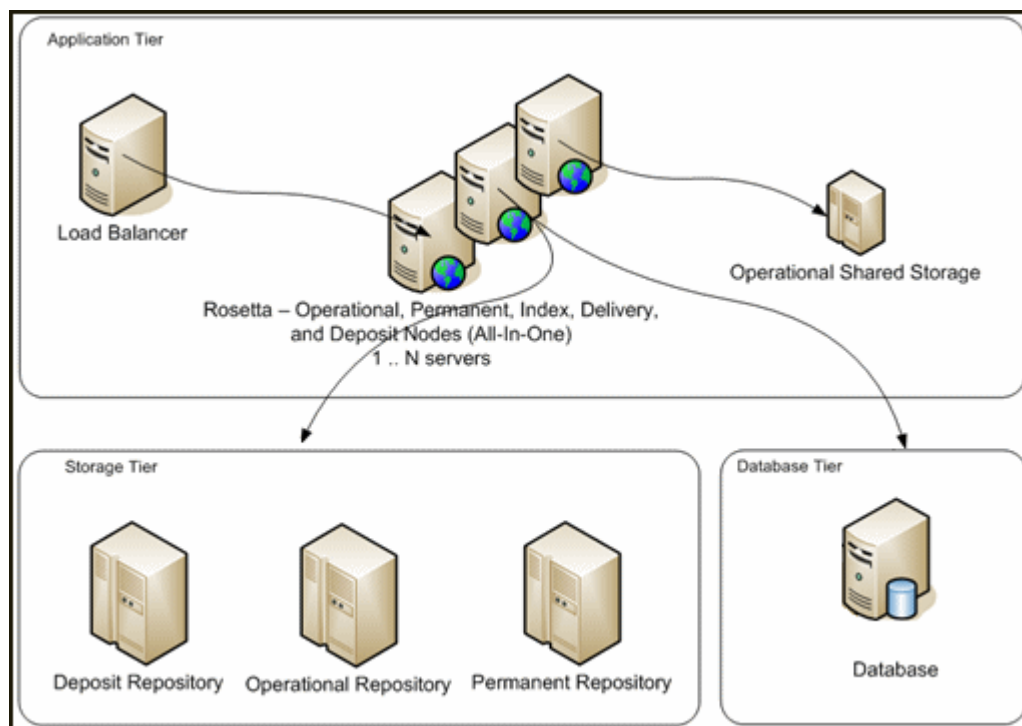 Application Tier
Load Balancer
Operational Shared Storage
Rosetta – Operational, Permanent, Index, Delivery,
and Deposit Nodes (All-In-One)
1 .. N servers
Storage Tier
Database Tier
Deposit Repository
Operational Repository
Permanent Repository
Database